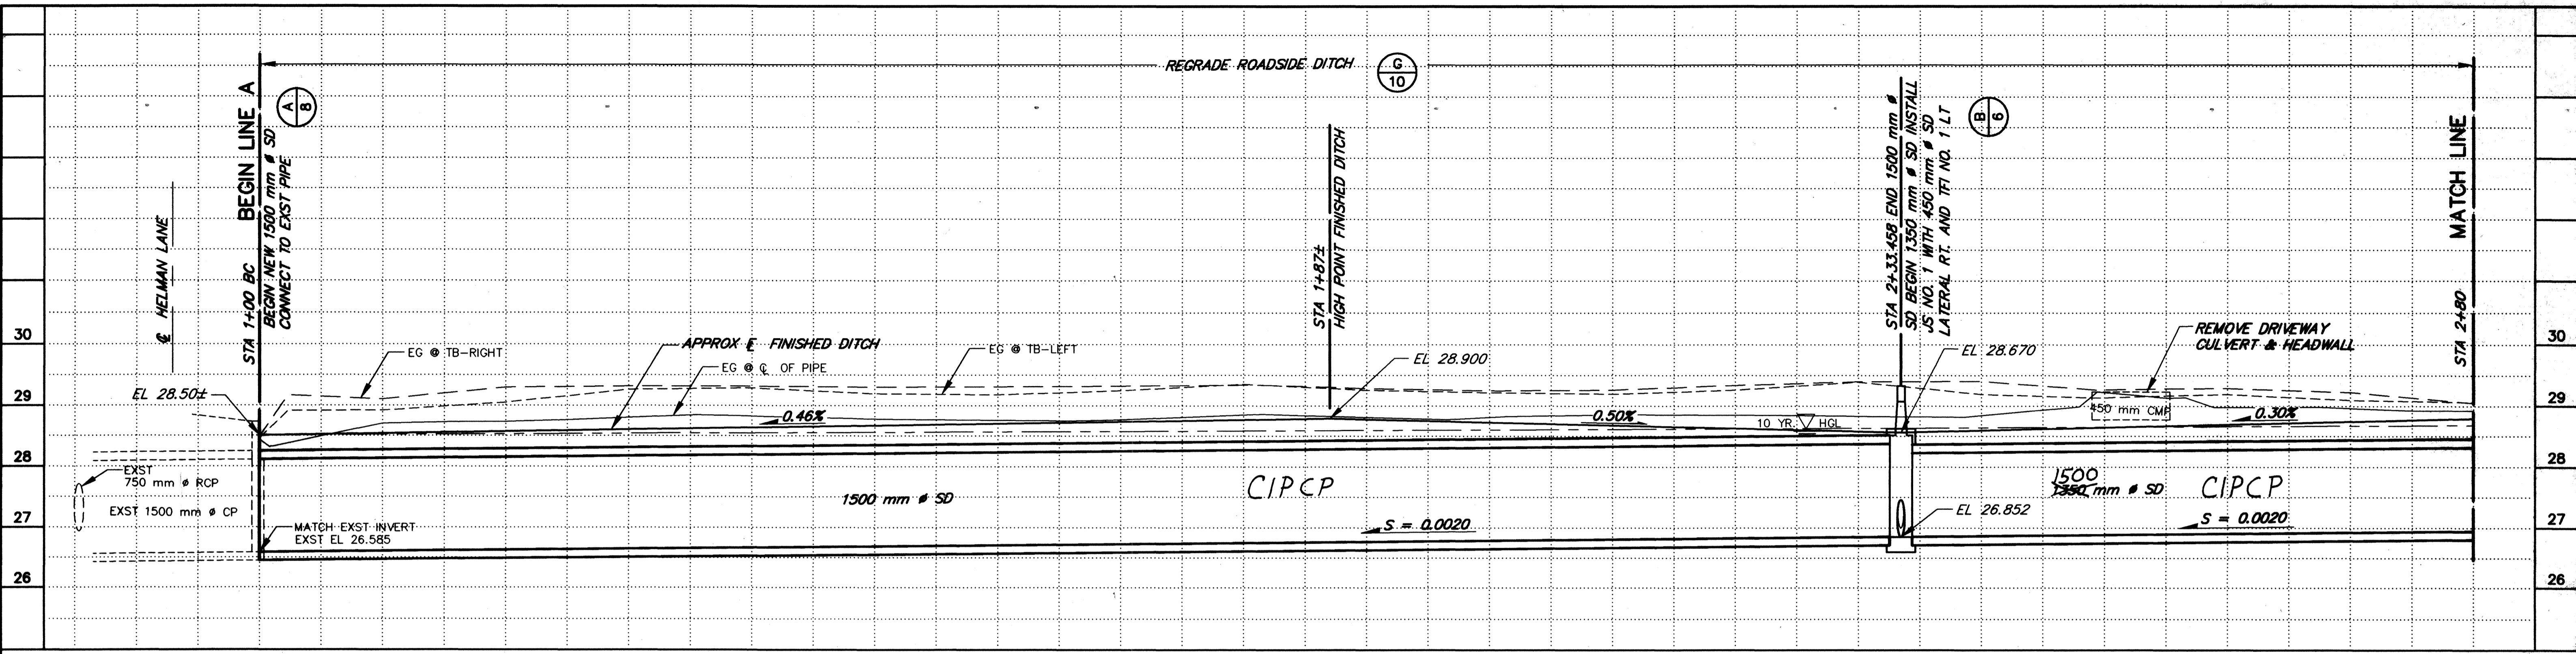 REGRADE ROADSIDE DITCH
G
10
A
8
B
6
℄ HELMAN LANE
STA 1+00 BC BEGIN LINE A
BEGIN NEW 1500 mm ø SD
CONNECT TO EXST PIPE
STA 1+87±
HIGH POINT FINISHED DITCH
STA 2+33.458 END 1500 mm ø
SD BEGIN 1350 mm ø SD INSTALL
JS NO. 1 WITH 450 mm ø SD
LATERAL RT. AND TFI NO. 1 LT
STA 2+80 MATCH LINE
30
29
28
27
26
EL 28.50±
EG @ TB-RIGHT
APPROX ℄ FINISHED DITCH
EG @ ℄ OF PIPE
EG @ TB-LEFT
EL 28.900
EL 28.670
REMOVE DRIVEWAY
CULVERT & HEADWALL
0.46%
0.50%
10 YR. HGL
450 mm CMP
0.30%
EXST
750 mm ø RCP
EXST 1500 mm ø CP
MATCH EXST INVERT
EXST EL 26.585
1500 mm ø SD
CIPCP
S = 0.0020
EL 26.852
1500
1350 mm ø SD
CIPCP
S = 0.0020
30
29
28
27
26